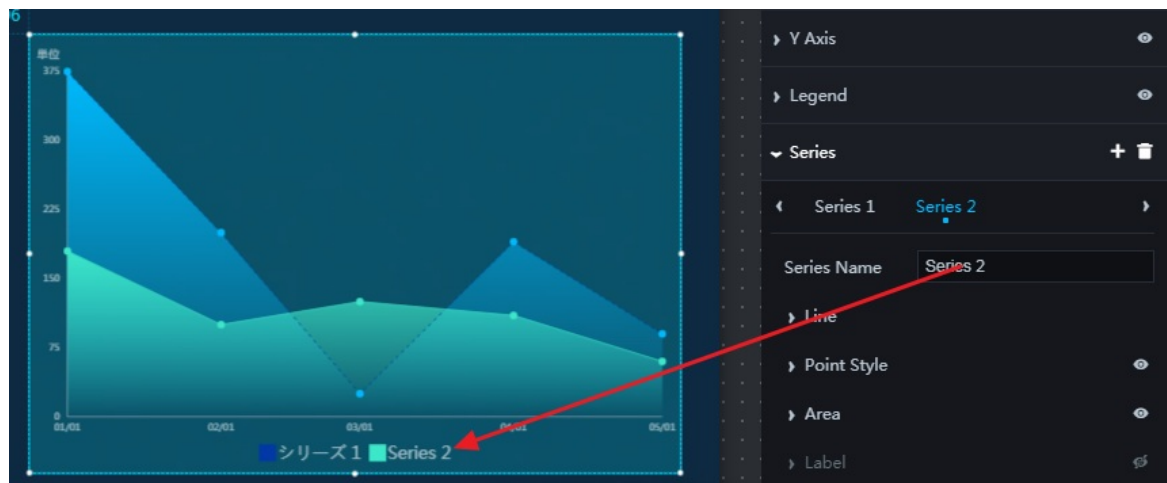 単位
375
300
225
150
75
0
01/01
02/01
03/01
04/01
05/01
シリーズ 1
Series 2
Y Axis
Legend
Series
Series 1
Series 2
Series Name
Series 2
Line
Point Style
Area
Label